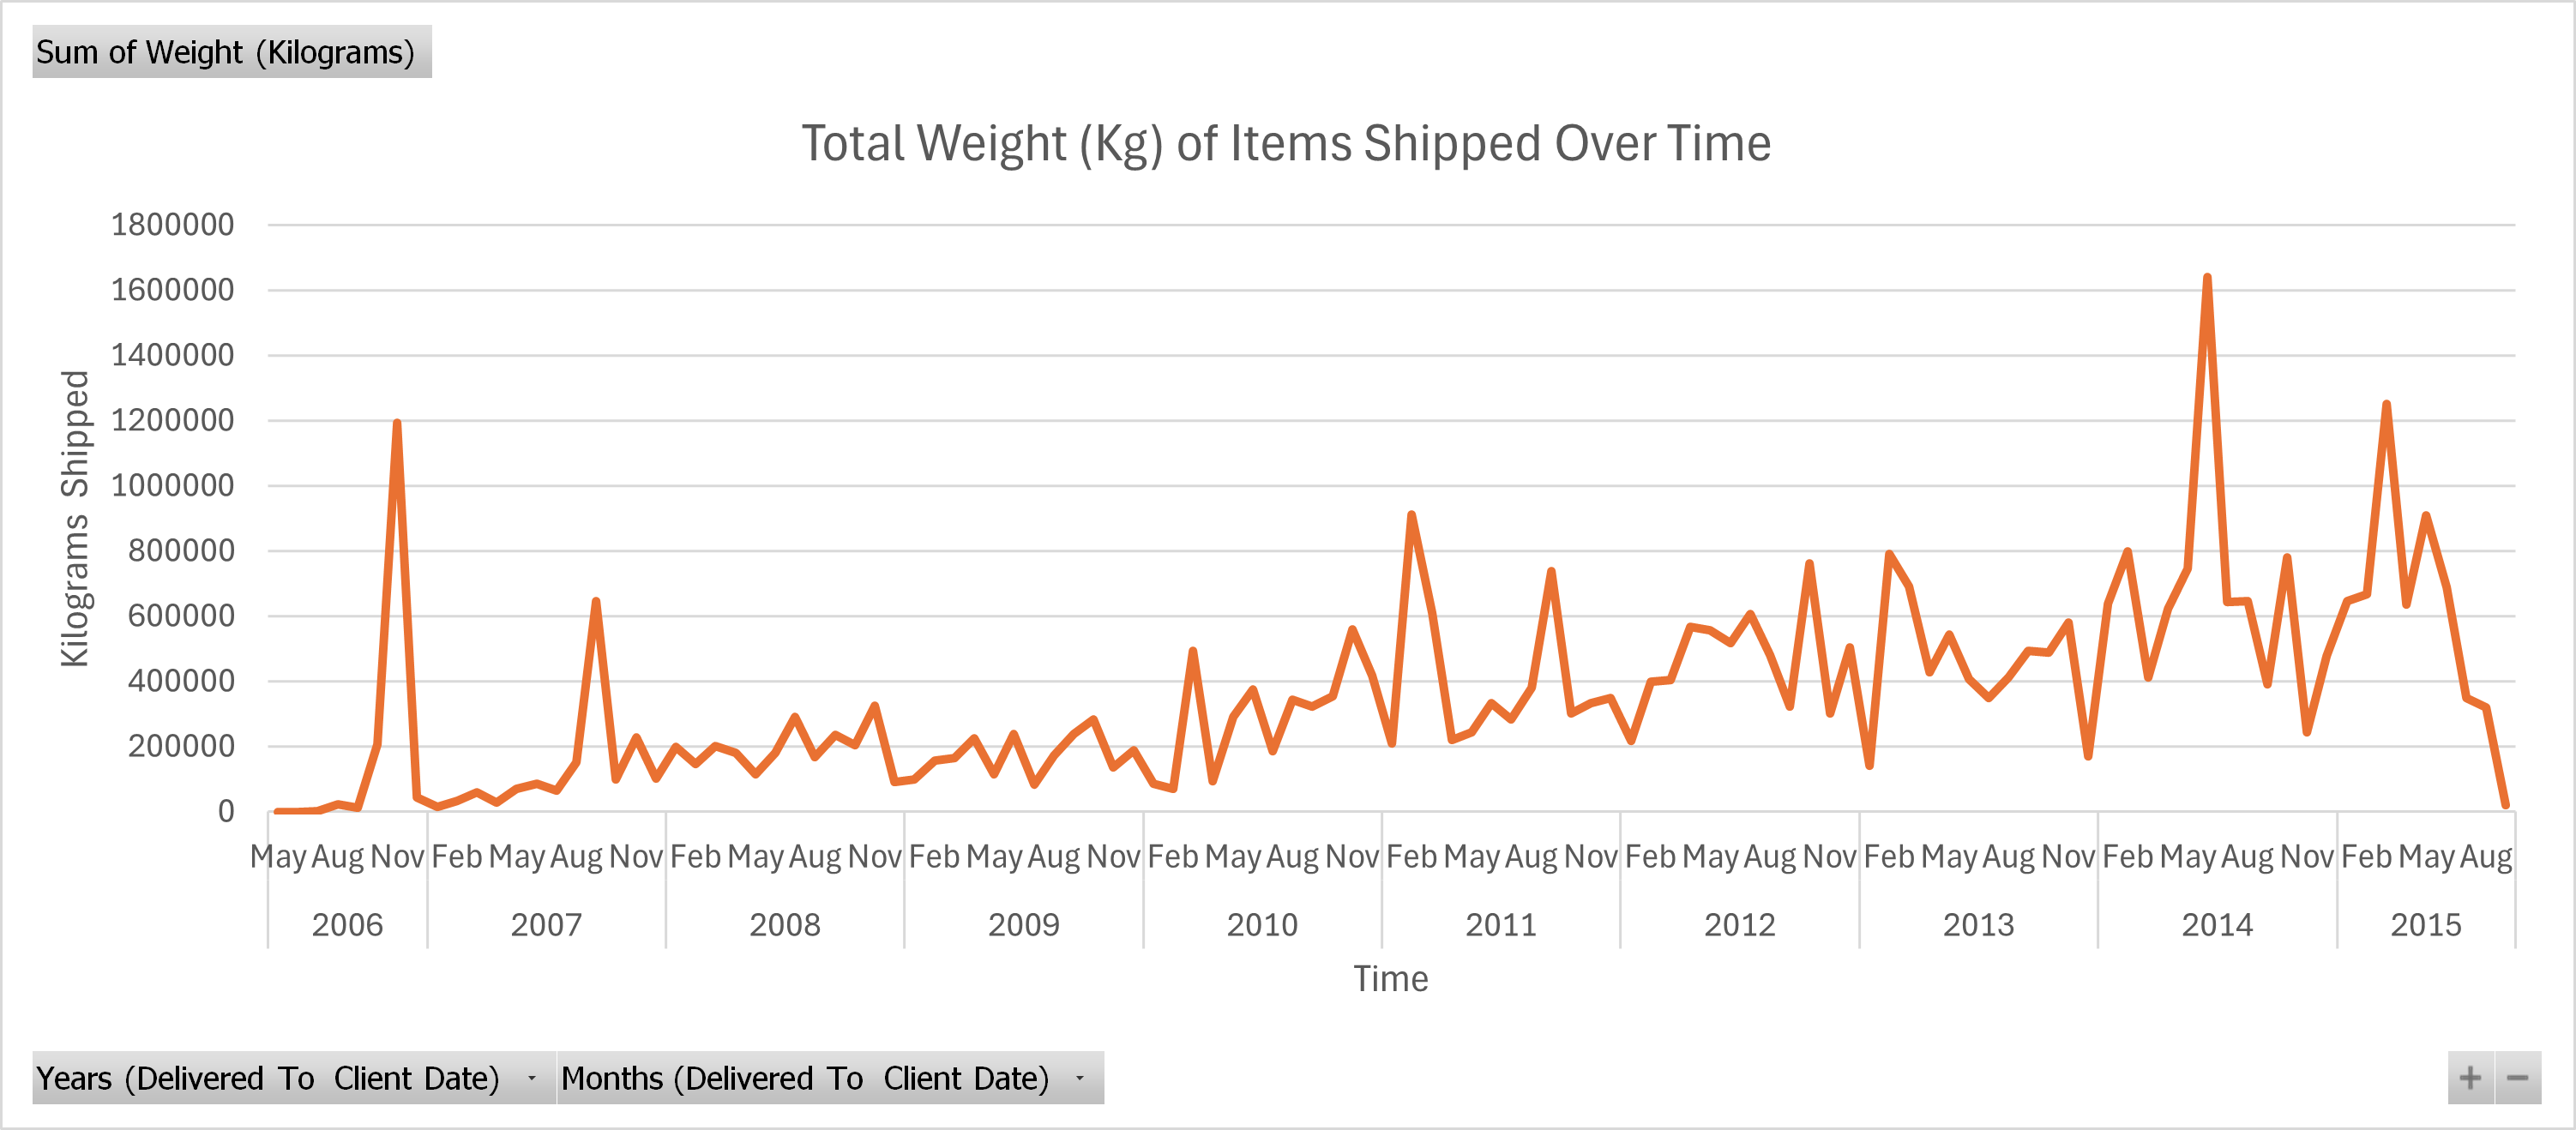 Sum of Weight (Kilograms)
Total Weight (Kg) of Items Shipped Over Time
Kilograms Shipped
1800000
1600000
1400000
1200000
1000000
800000
600000
400000
200000
0
May Aug Nov Feb May Aug Nov Feb May Aug Nov Feb May Aug Nov Feb May Aug Nov Feb May Aug Nov Feb May Aug Nov Feb May Aug Nov Feb May Aug Nov Feb May Aug
2006 2007 2008 2009 2010 2011 2012 2013 2014 2015
Time
Years (Delivered To Client Date) Months (Delivered To Client Date) + −